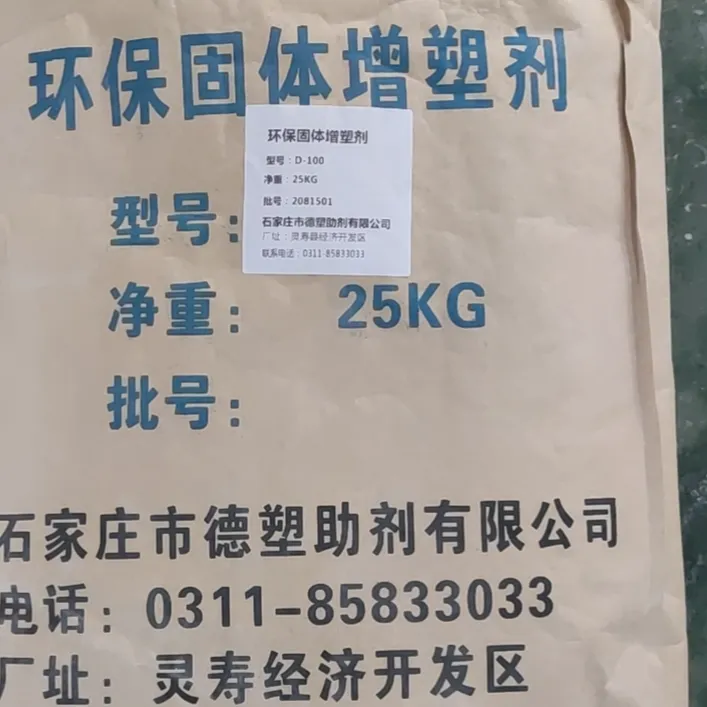 环保固体增塑剂
环保固体增塑剂
型号：D-100
净重：25KG
批号：2081501
石家庄市德塑助剂有限公司
厂址：灵寿县经济开发区
联系电话：0311-85833033
型号：
净重： 25KG
批号：
石家庄市德塑助剂有限公司
电话：0311-85833033
厂址：灵寿经济开发区